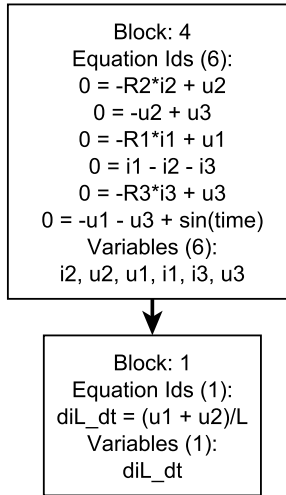 Block: 4
Equation Ids (6):
0 = -R2*i2 + u2
0 = -u2 + u3
0 = -R1*i1 + u1
0 = i1 - i2 - i3
0 = -R3*i3 + u3
0 = -u1 - u3 + sin(time)
Variables (6):
i2, u2, u1, i1, i3, u3
Block: 1
Equation Ids (1):
diL_dt = (u1 + u2)/L
Variables (1):
diL_dt